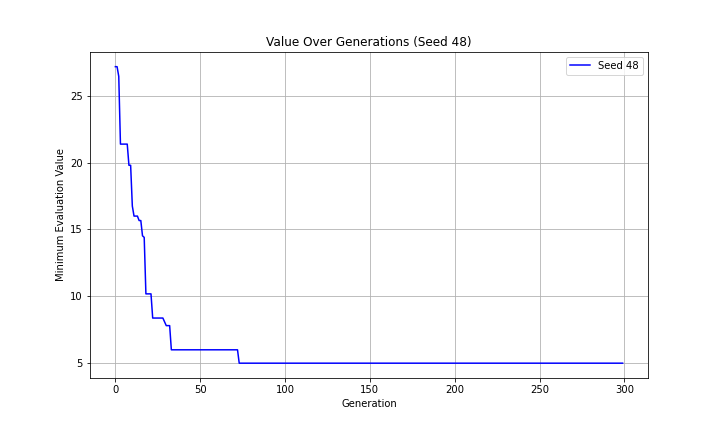 Value Over Generations (Seed 48)
Seed 48
Minimum Evaluation Value
25
20
15
10
5
0 50 100 150 200 250 300
Generation